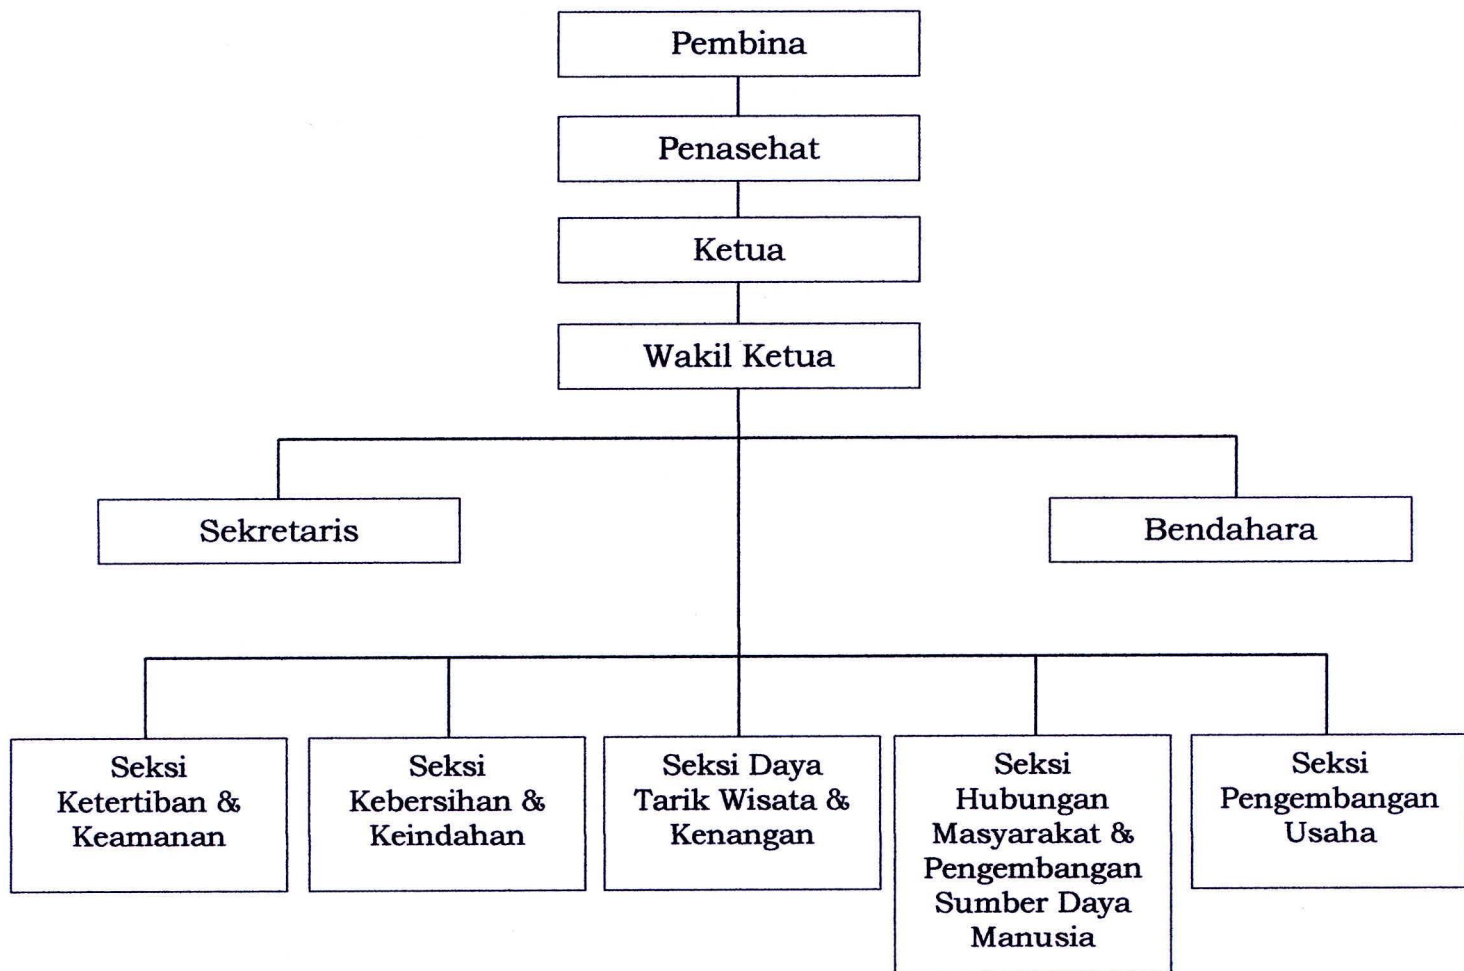 Pembina
Penasehat
Ketua
Wakil Ketua
Sekretaris
Bendahara
Seksi
Ketertiban &
Keamanan
Seksi
Kebersihan &
Keindahan
Seksi Daya
Tarik Wisata &
Kenangan
Seksi
Hubungan
Masyarakat &
Pengembangan
Sumber Daya
Manusia
Seksi
Pengembangan
Usaha